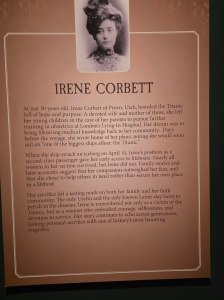 IRENE CORBETT
At just 30 years old, Irene Corbett of Provo, Utah, boarded the Titanic
full of hope and purpose. A devoted wife and mother of three, she left
her young children in the care of her parents to pursue further
training in obstetrics at London's Hospital. Her dream was to
bring lifesaving medical knowledge back to her community. Days
before the voyage, she wrote home of her plans, noting she would soon
sail on "one of the biggest ships afloat: the Titanic."
When the ship struck an iceberg on April 14, Irene's position as a
second-class passenger gave her early access to lifeboats. Nearly all
women in her section survived, but Irene did not. Family stories and
later accounts suggest that her compassion outweighed her fear, and
that she chose to help others in need rather than secure her own place
in a lifeboat.
Her sacrifice left a lasting mark on both her family and her faith
community. The only Utahn and the only known Latter-day Saint to
perish in the disaster, Irene is remembered not only as a victim of the
Titanic, but as a woman who embodied courage, selflessness, and
devotion to service. Her story continues to echo across generations,
linking personal sacrifice with one of history's most haunting
tragedies.